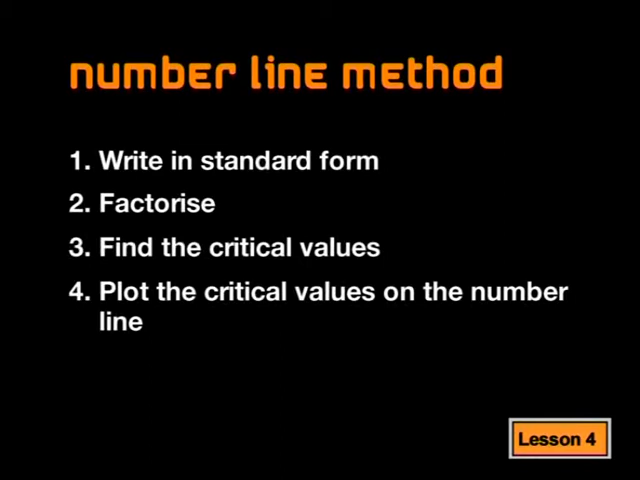 number line method
1. Write in standard form
2. Factorise
3. Find the critical values
4. Plot the critical values on the number
line
Lesson 4